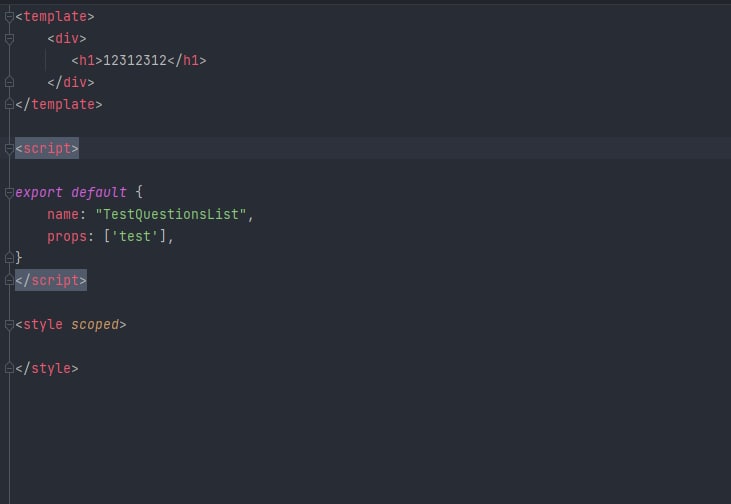 <template>
    <div>
       <h1>12312312</h1>
    </div>
</template>
<script>
export default {
    name: "TestQuestionsList",
    props: ['test'],
}
</script>
<style scoped>
</style>